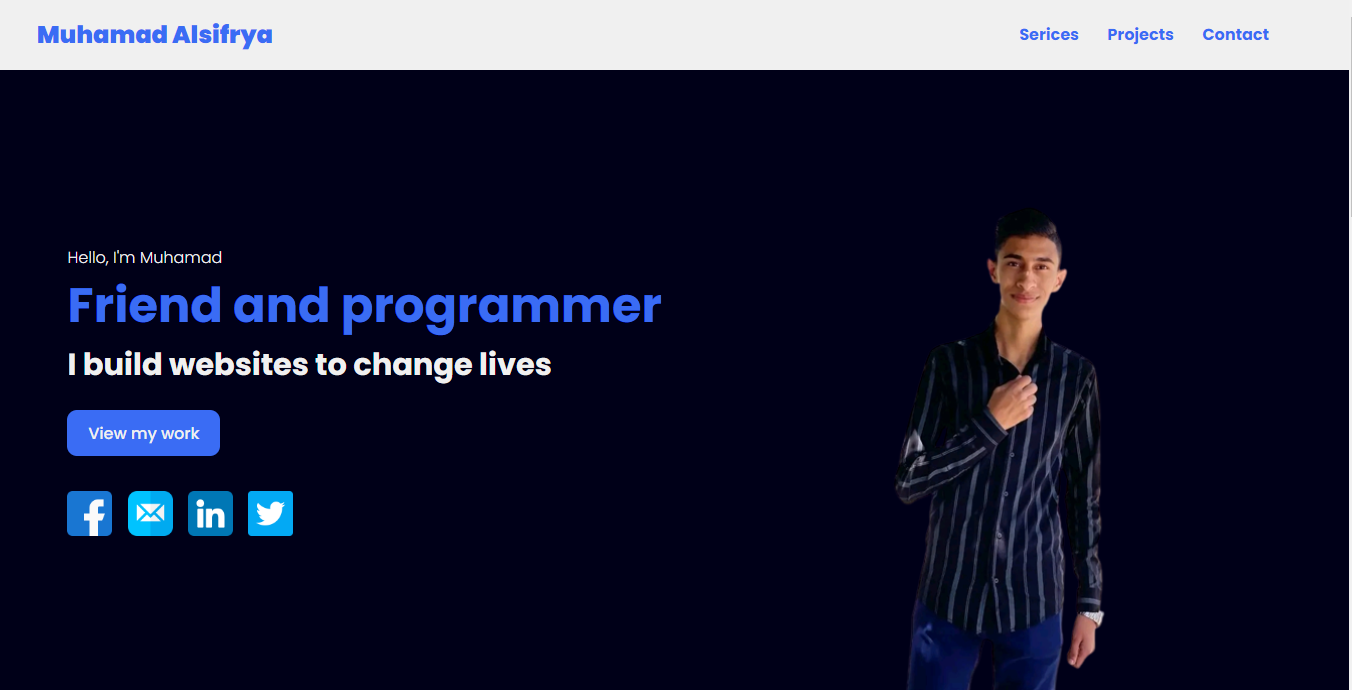 Muhamad Alsifrya
Serices Projects Contact
Hello, I'm Muhamad
Friend and programmer
I build websites to change lives
View my work